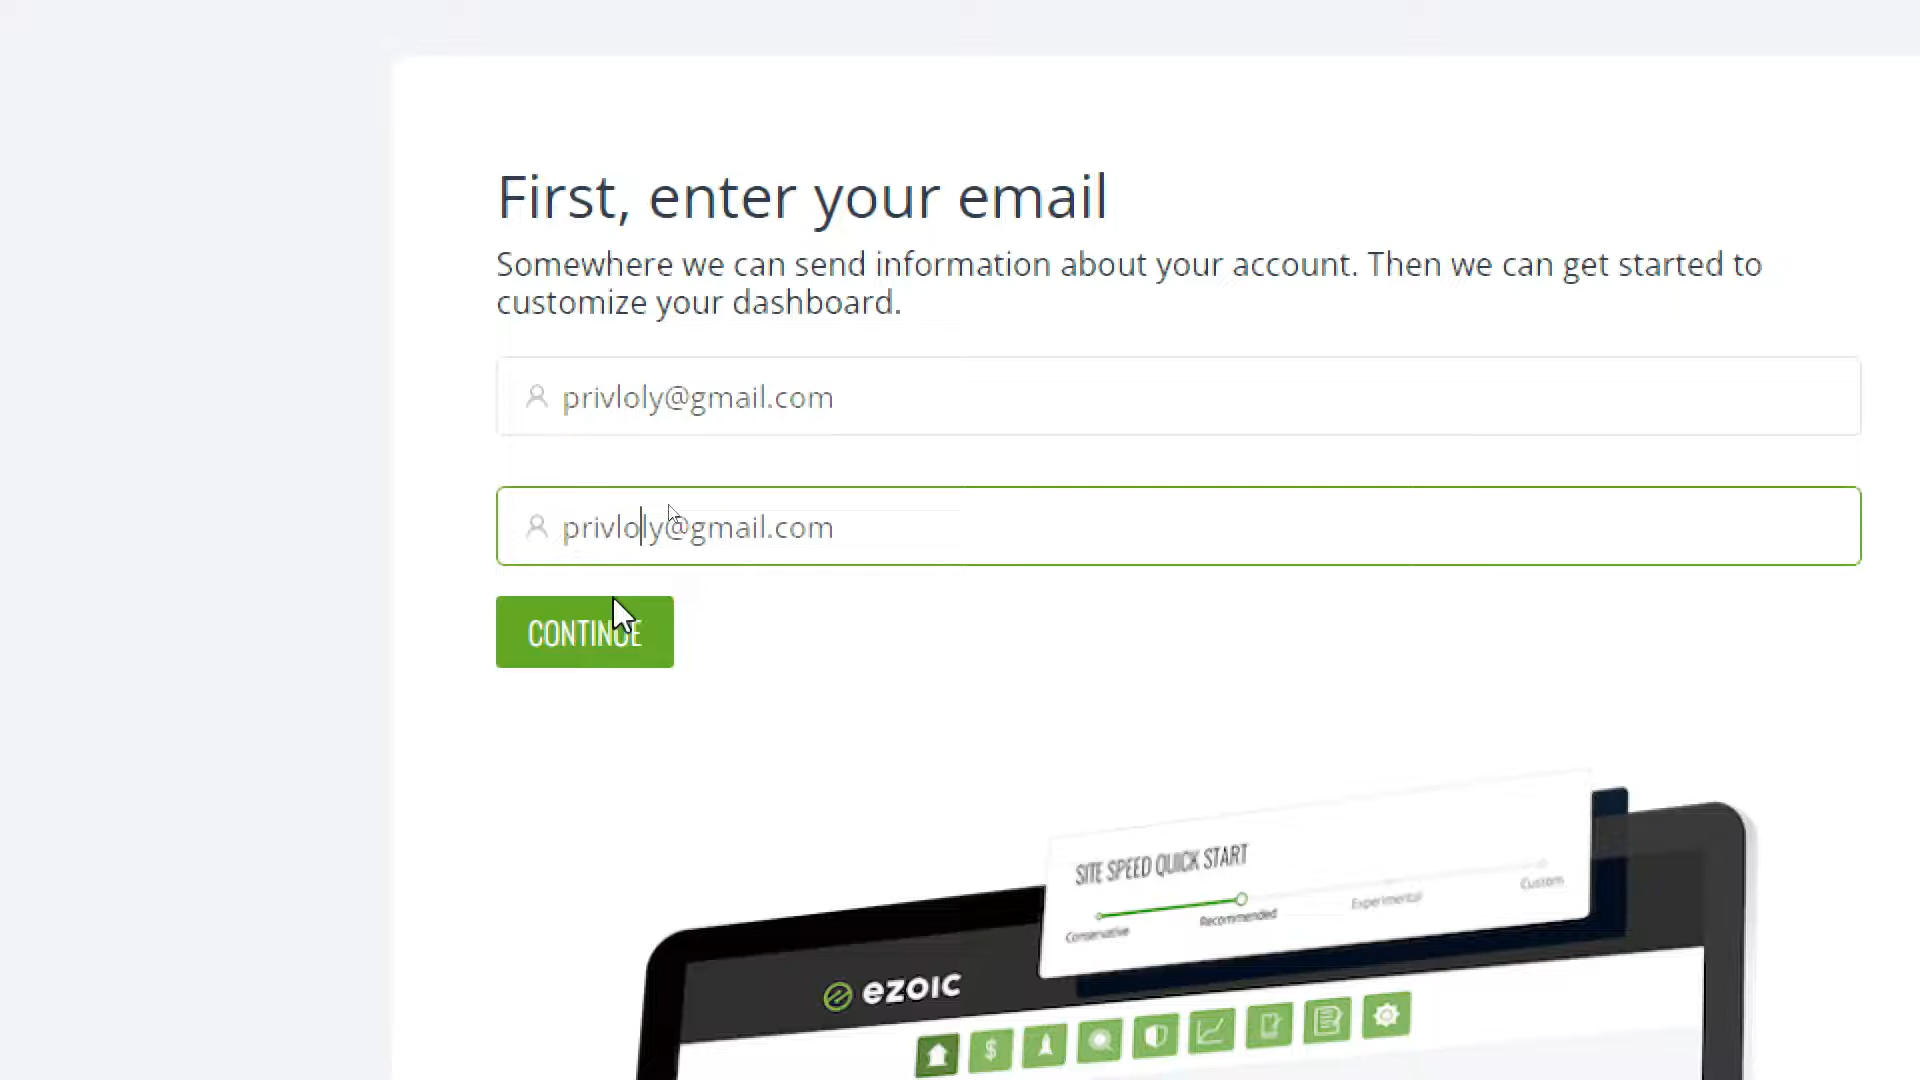 First, enter your email
Somewhere we can send information about your account. Then we can get started to
customize your dashboard.
privloly@gmail.com
privloly@gmail.com
CONTINUE
SITE SPEED QUICK START
Conservative
Recommended
Experimental
Custom
ezoic
$